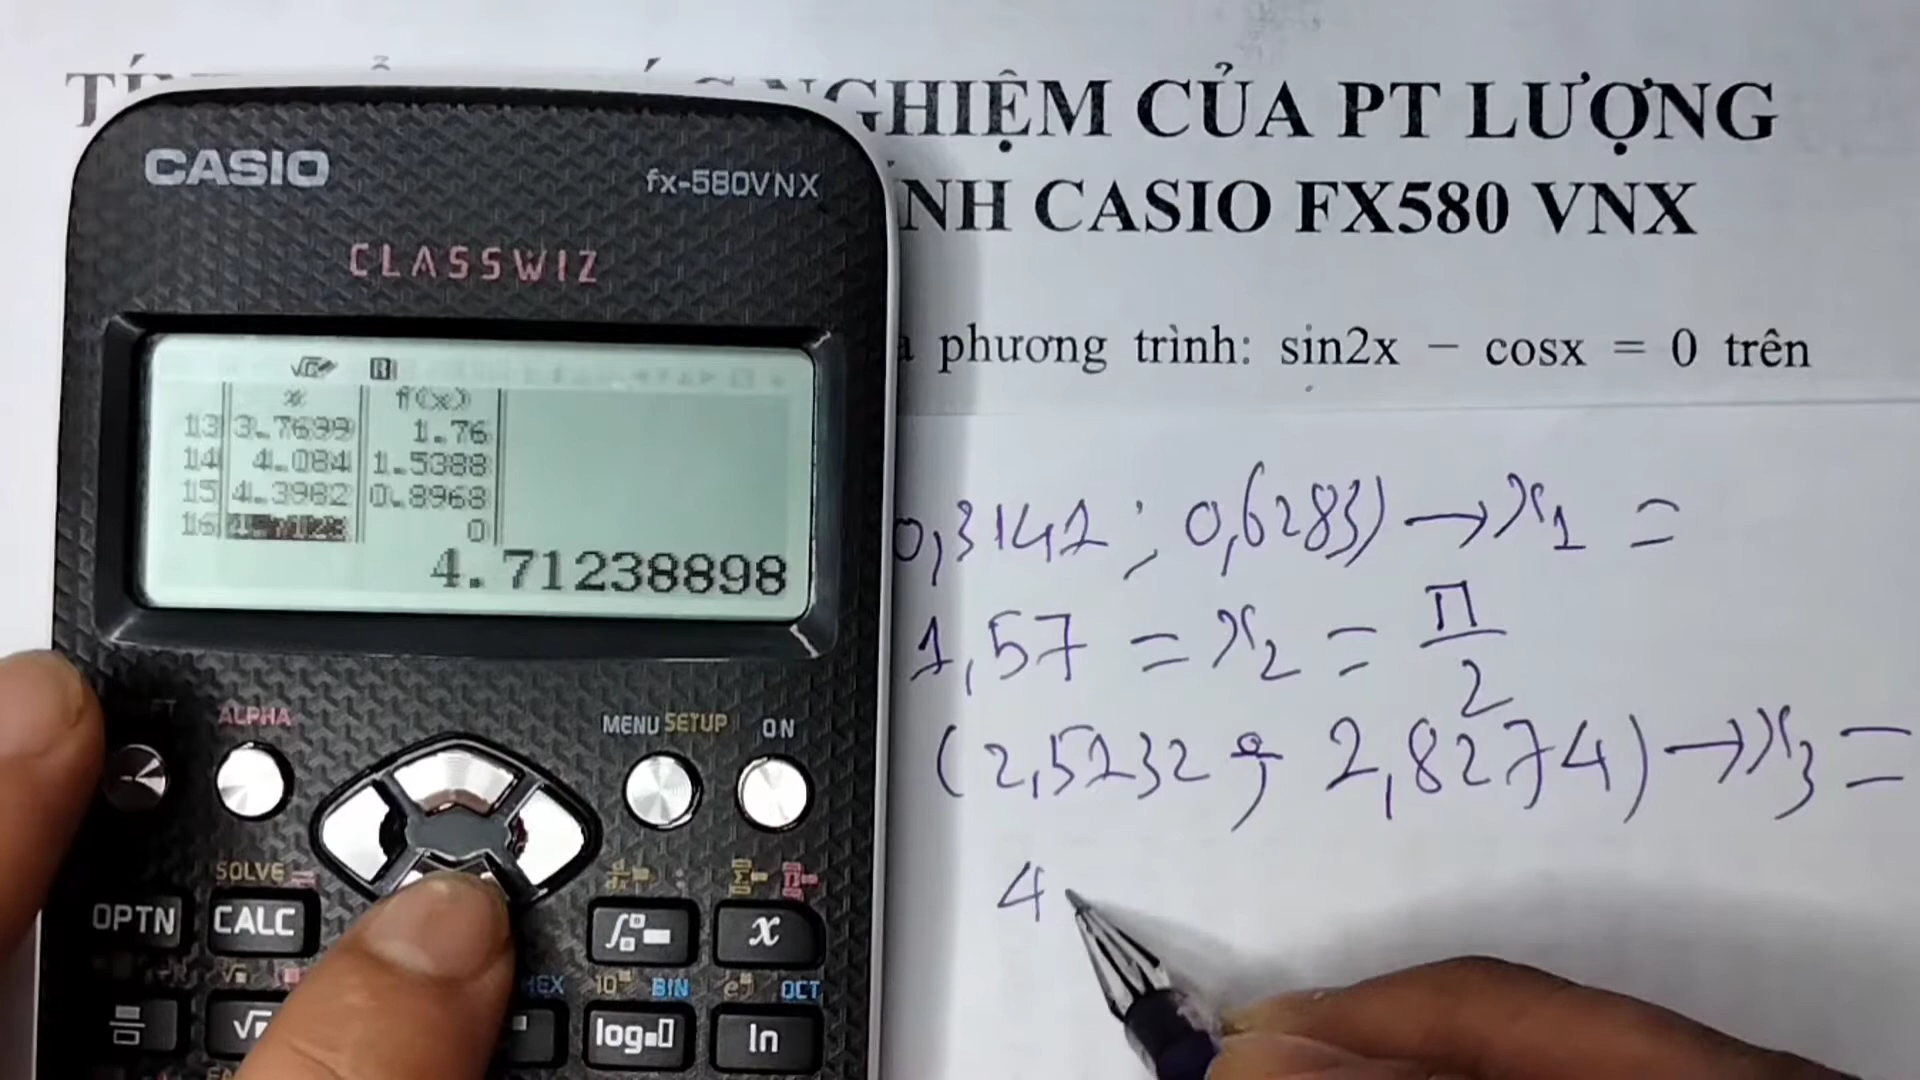 NGHIỆM CỦA PT LƯỢNG
NH CASIO FX580 VNX
phương trình: sin2x − cosx = 0 trên
CASIO
fx-580VNX
CLASSWIZ
x f(x)
13 3.7699 1.76
14 4.084 1.5388
15 4.3982 0.8968
16 0
4.71238898
0,3142 ; 0,6283) → x1 =
1,57 = x2 = π/2
(2,5132 ; 2,8274) → x3 =
4
ALPHA
MENU SETUP
ON
SOLVE =
OPTN
CALC
x
HEX
BIN
OCT
log
ln